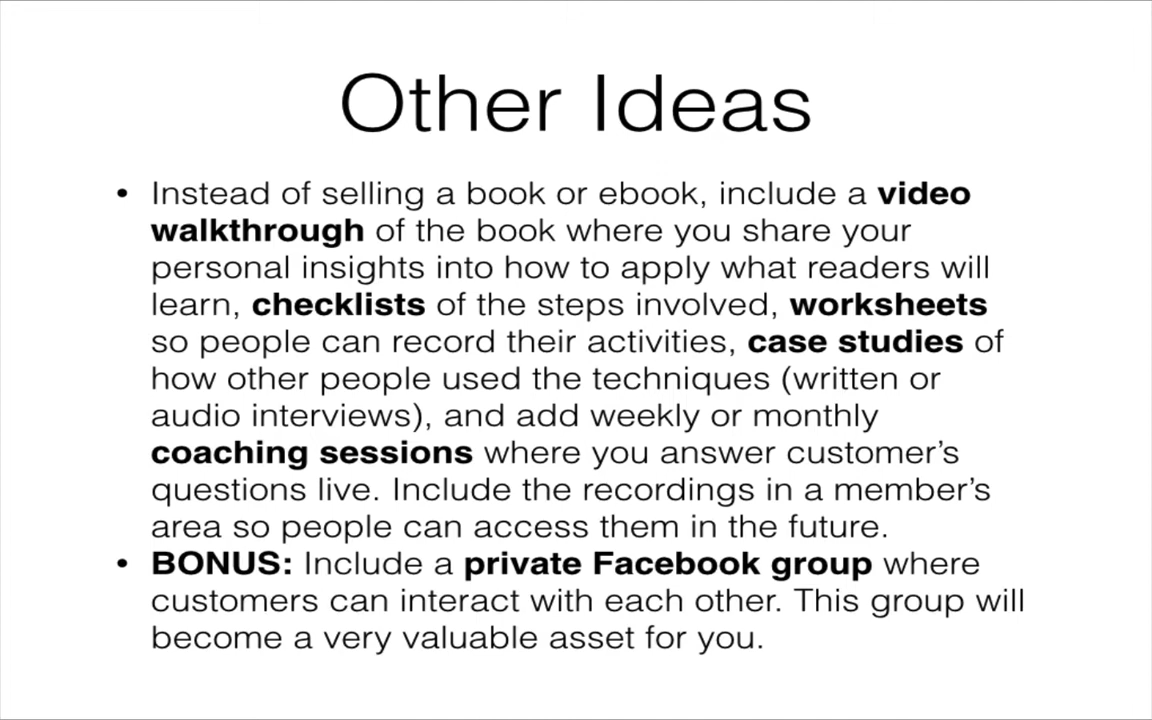 Other Ideas
• Instead of selling a book or ebook, include a video
walkthrough of the book where you share your
personal insights into how to apply what readers will
learn, checklists of the steps involved, worksheets
so people can record their activities, case studies of
how other people used the techniques (written or
audio interviews), and add weekly or monthly
coaching sessions where you answer customer’s
questions live. Include the recordings in a member’s
area so people can access them in the future.
• BONUS: Include a private Facebook group where
customers can interact with each other. This group will
become a very valuable asset for you.